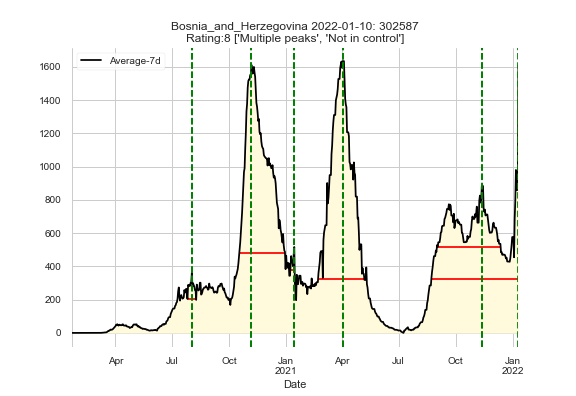 Bosnia_and_Herzegovina 2022-01-10: 302587
Rating:8 ['Multiple peaks', 'Not in control']
Average-7d
1600
1400
1200
1000
800
600
400
200
0
Apr Jul Oct Jan Apr Jul Oct Jan
2021 2022
Date